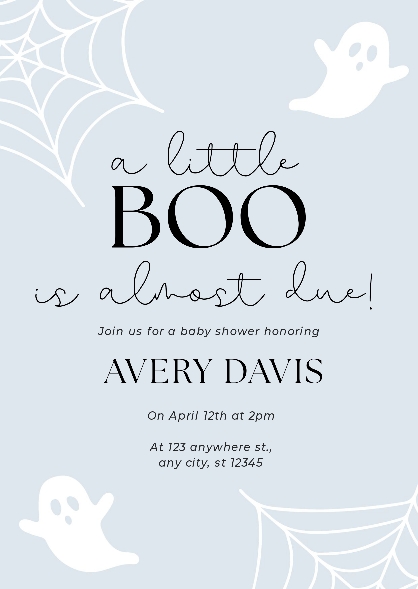 a little
BOO
is almost due!
Join us for a baby shower honoring
AVERY DAVIS
On April 12th at 2pm
At 123 anywhere st.,
any city, st 12345